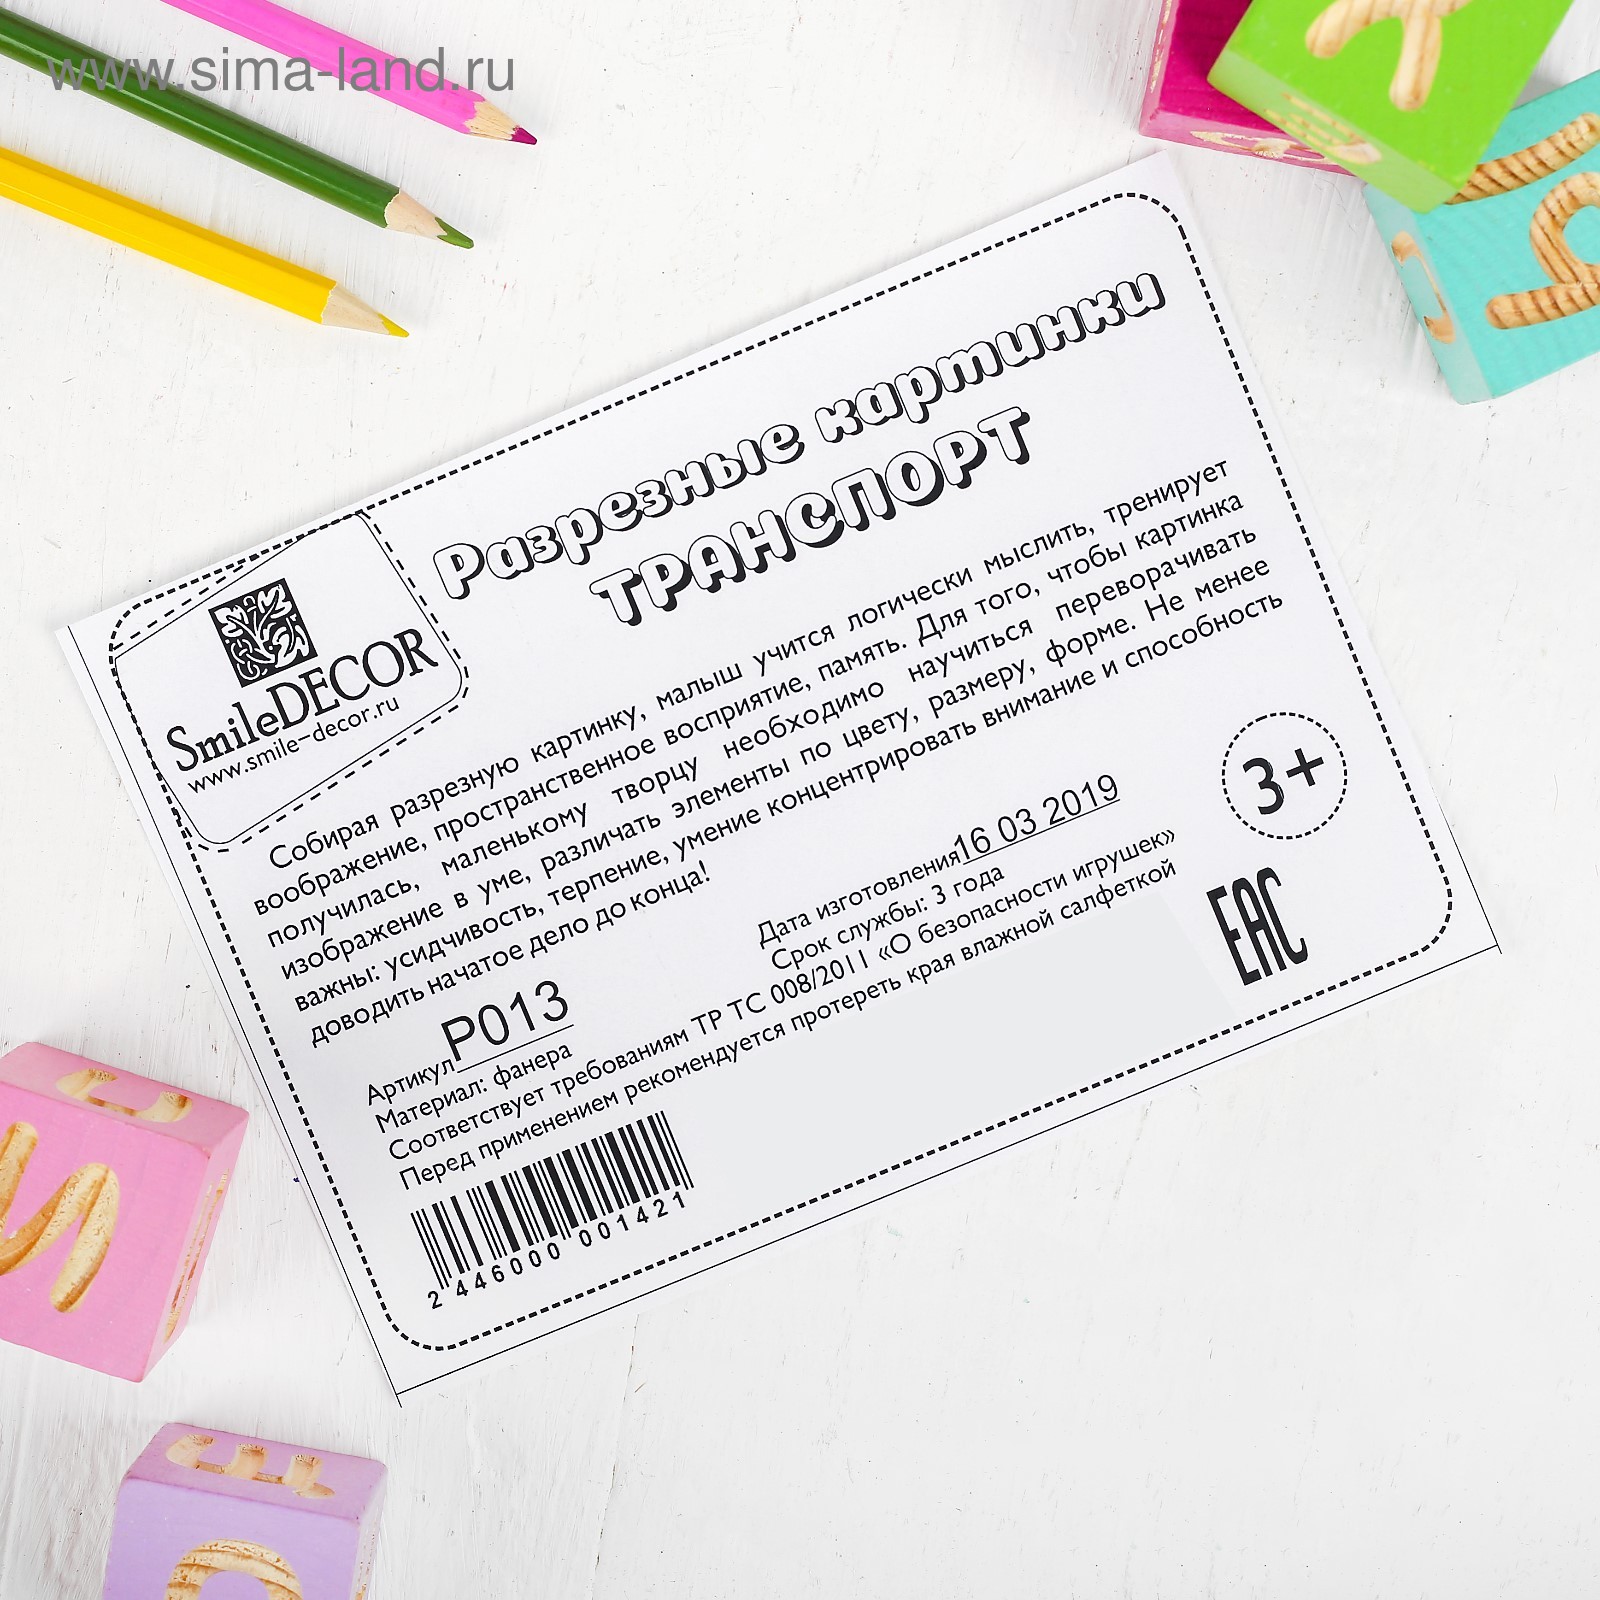 www.sima-land.ru
Разрезные картинки
ТРАНСПОРТ
SmileDECOR
www.smile-decor.ru
Собирая разрезную картинку, малыш учится логически мыслить, тренирует
воображение, пространственное восприятие, память. Для того, чтобы картинка
получилась, маленькому творцу необходимо научиться переворачивать
изображение в уме, различать элементы по цвету, размеру, форме. Не менее
важны: усидчивость, терпение, умение концентрировать внимание и способность
доводить начатое дело до конца!
3+
Дата изготовления 16 03 2019
Срок службы: 3 года
Артикул P013
Материал: фанера
Соответствует требованиям ТР ТС 008/2011 «О безопасности игрушек»
Перед применением рекомендуется протереть края влажной салфеткой
EAC
2 446000 001421
И